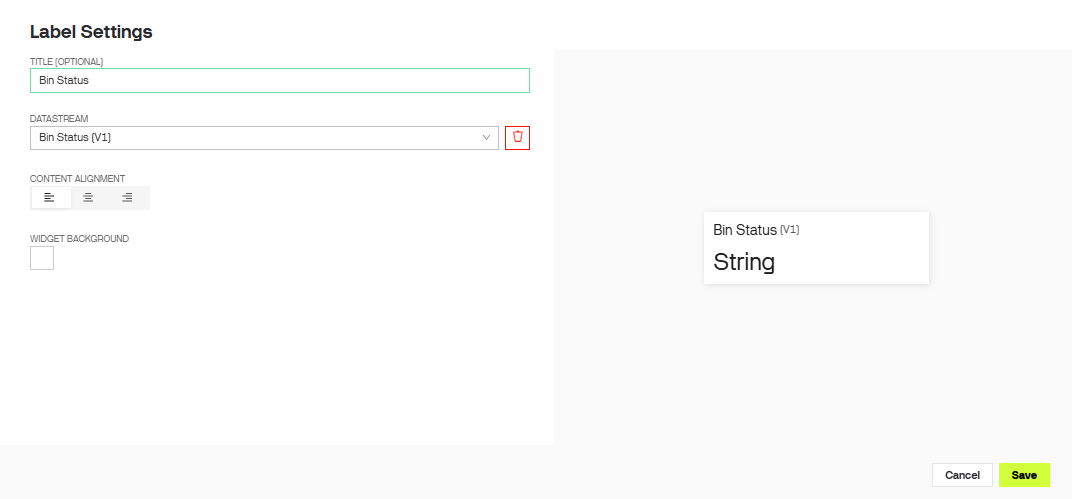 Label Settings
TITLE (OPTIONAL)
Bin Status
DATASTREAM
Bin Status (V1)
CONTENT ALIGNMENT
WIDGET BACKGROUND
Bin Status (V1)
String
Cancel
Save